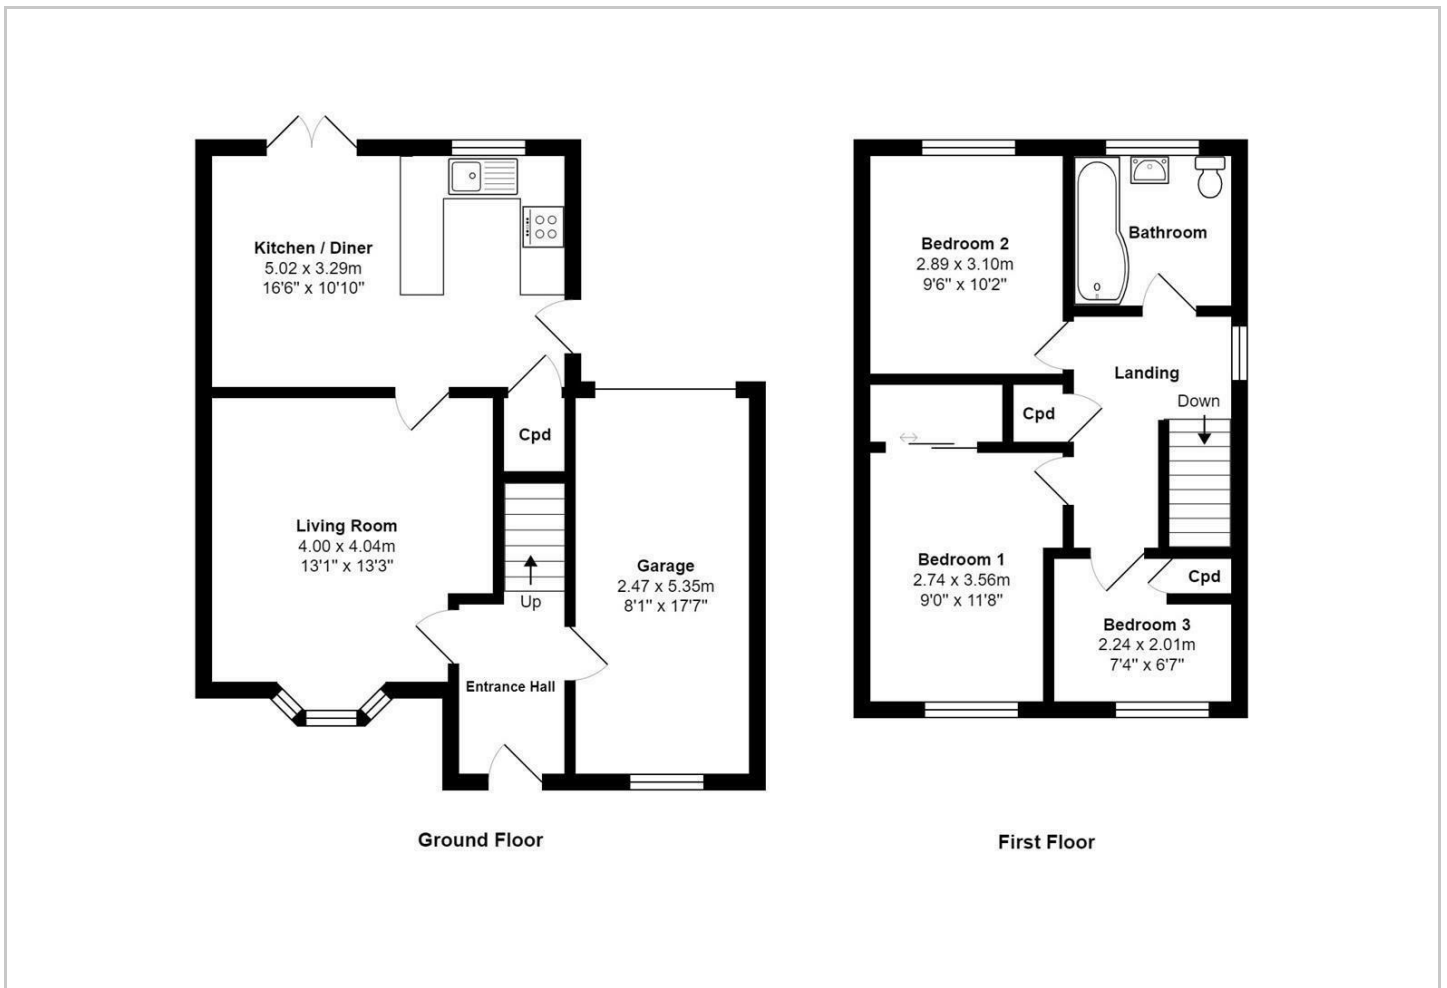 Kitchen / Diner
5.02 x 3.29m
16'6" x 10'10"
Cpd
Living Room
4.00 x 4.04m
13'1" x 13'3"
Up
Entrance Hall
Garage
2.47 x 5.35m
8'1" x 17'7"
Ground Floor
Bedroom 2
2.89 x 3.10m
9'6" x 10'2"
Bathroom
Landing
Down
Cpd
Bedroom 1
2.74 x 3.56m
9'0" x 11'8"
Cpd
Bedroom 3
2.24 x 2.01m
7'4" x 6'7"
First Floor